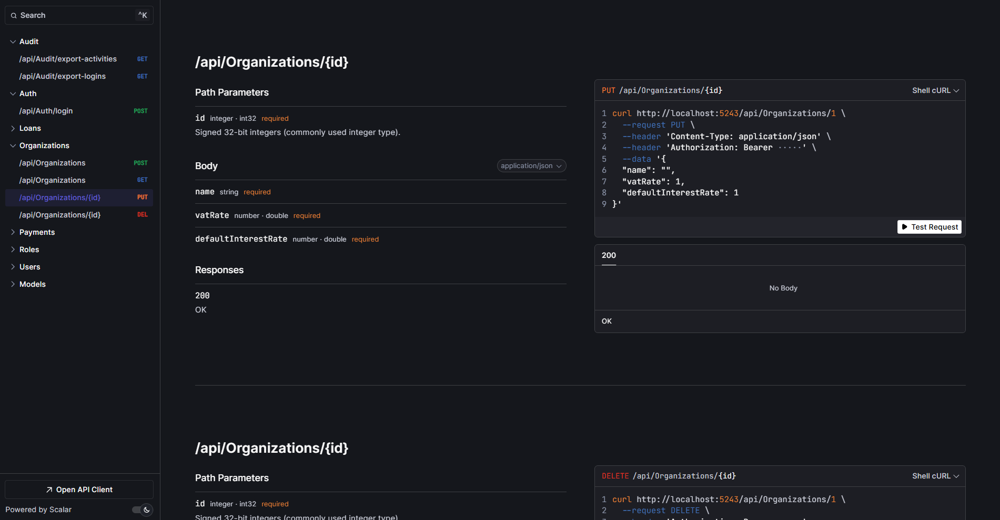 Search ^K
Audit
/api/Audit/export-activities GET
/api/Audit/export-logins GET
Auth
/api/Auth/login POST
Loans
Organizations
/api/Organizations POST
/api/Organizations GET
/api/Organizations/{id} PUT
/api/Organizations/{id} DEL
Payments
Roles
Users
Models
Open API Client
Powered by Scalar
/api/Organizations/{id}
Path Parameters
id integer · int32 required
Signed 32-bit integers (commonly used integer type).
Body application/json
name string required
vatRate number · double required
defaultInterestRate number · double required
Responses
200
OK
PUT /api/Organizations/{id} Shell cURL
1 curl http://localhost:5243/api/Organizations/1 \
2 --request PUT \
3 --header 'Content-Type: application/json' \
4 --header 'Authorization: Bearer ·····' \
5 --data '{
6 "name": "",
7 "vatRate": 1,
8 "defaultInterestRate": 1
9 }'
Test Request
200
No Body
OK
/api/Organizations/{id}
Path Parameters
id integer · int32 required
Signed 32-bit integers (commonly used integer type).
DELETE /api/Organizations/{id} Shell cURL
1 curl http://localhost:5243/api/Organizations/1 \
2 --request DELETE \